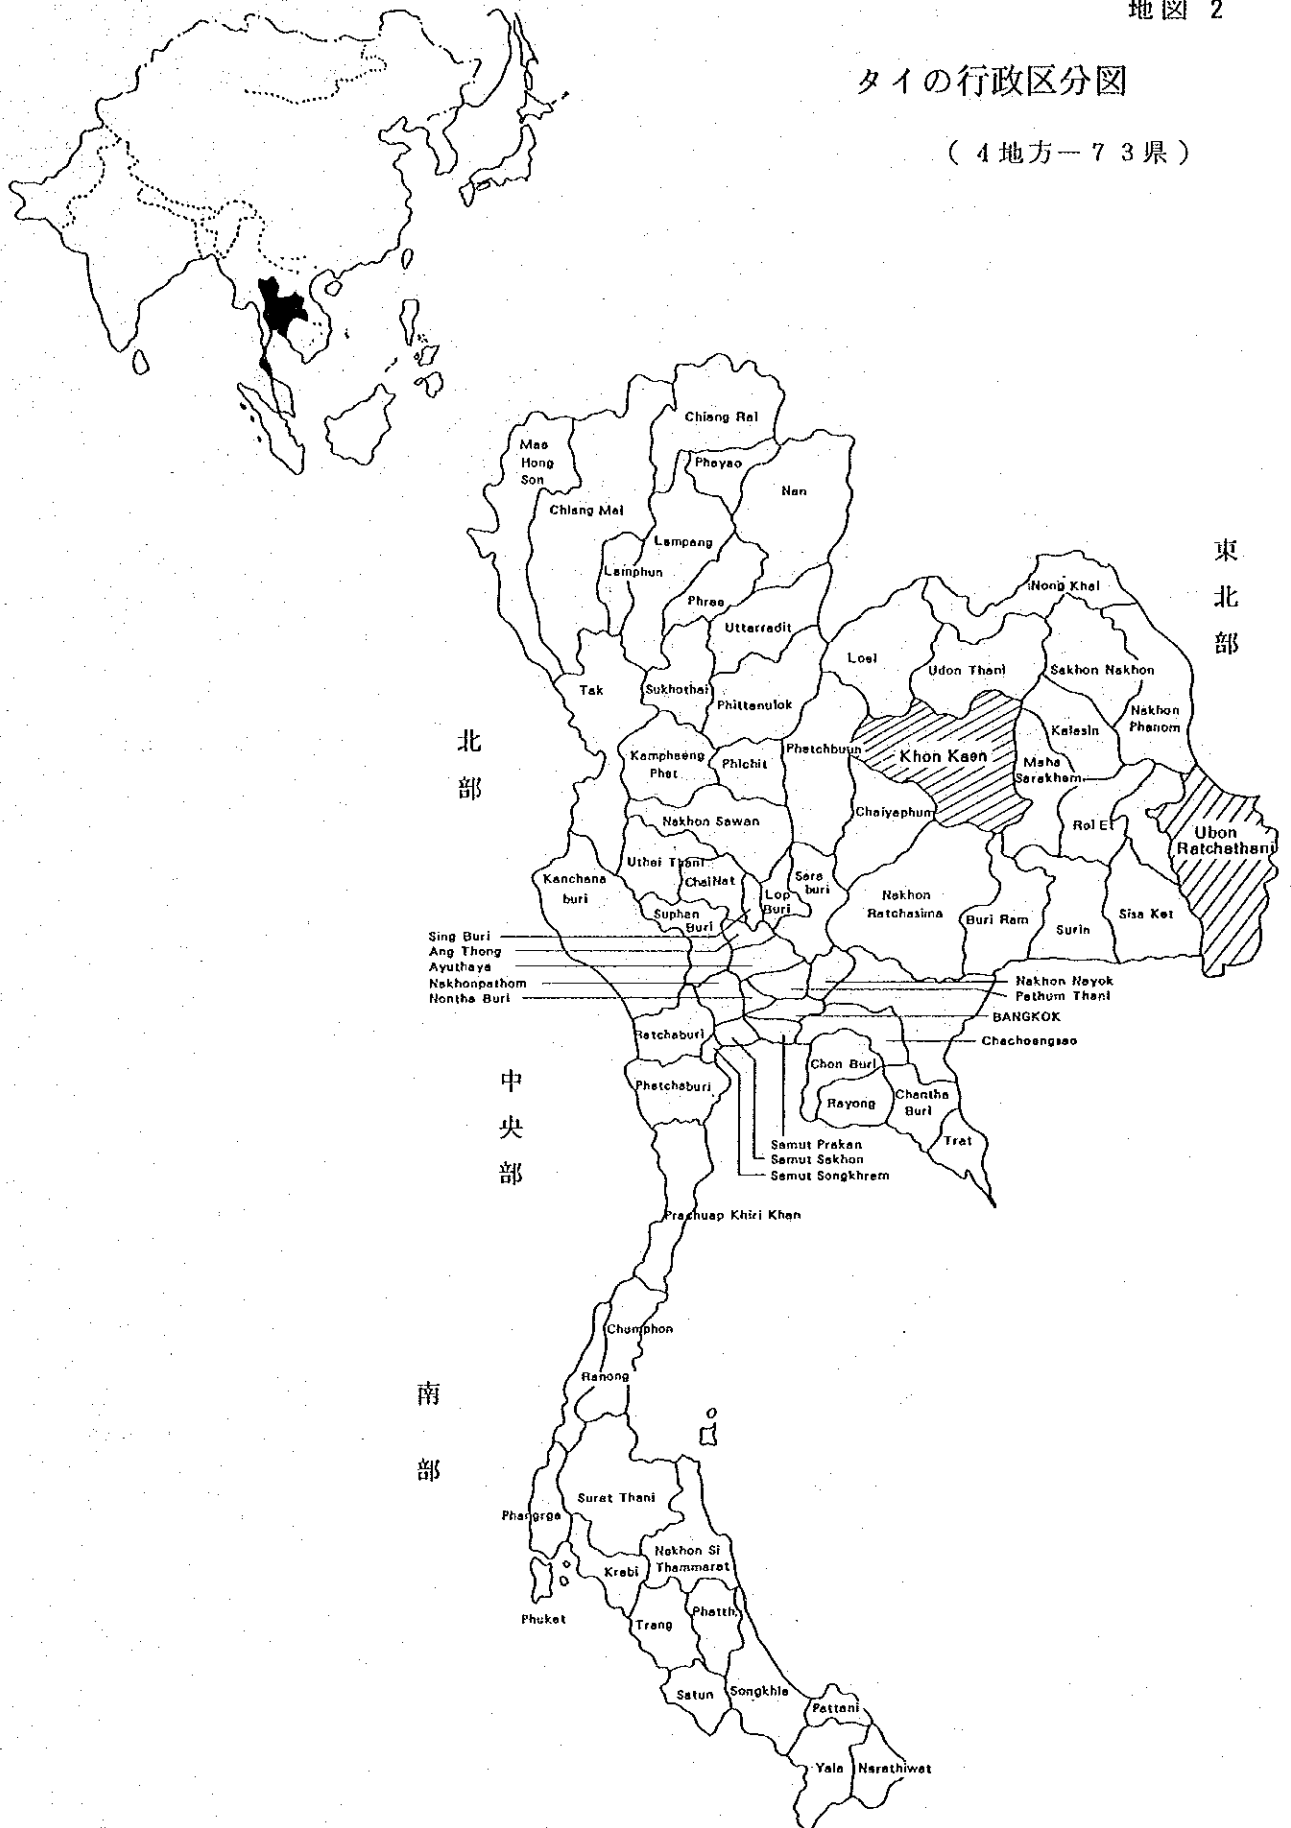 地図 2
タイの行政区分図
( 4地方－73県 )
Chiang Rai
Mae
Hong
Son
Phayao
Nan
Chiang Mai
Lampang
Lamphun
Phrae
Uttarradit
東北部
Nong Khai
Loei
Udon Thani
Sakhon Nakhon
Tak
Sukhothai
Phittanulok
Nakhon
Phanom
Kalasin
北部
Kamphaeng
Phet
Phichit
Phetchbuun
Khon Kaen
Maha
Sarakham
Nakhon Sawan
Chaiyaphum
Roi Et
Ubon
Ratchathani
Uthai Thani
Kanchana
buri
ChaiNat
Lop
Buri
Sara
buri
Nakhon
Ratchasima
Buri Ram
Surin
Sisa Ket
Suphan
Buri
Sing Buri
Ang Thong
Ayuthaya
Nakhonpathom
Nontha Buri
Nakhon Nayok
Pathum Thani
BANGKOK
Chachoengsao
Ratchaburi
Phetchaburi
Chon Buri
Rayong
Chantha
Buri
Trat
中央部
Samut Prakan
Samut Sakhon
Samut Songkhram
Prachuap Khiri Khan
Chumphon
Ranong
南部
Surat Thani
Phangnga
Nakhon Si
Thammarat
Krabi
Phuket
Trang
Phatth.
Satun
Songkhla
Pattani
Yala
Narathiwat